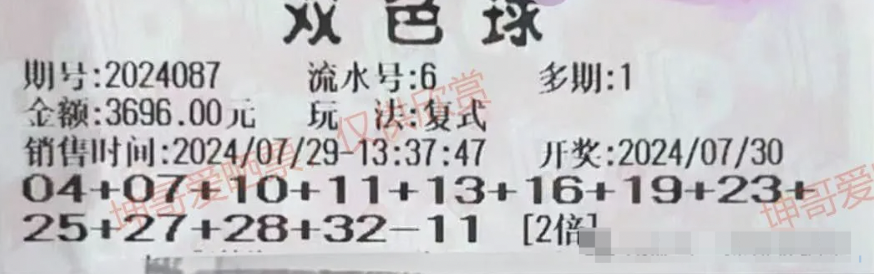 双色球
期号:2024087 流水号:6 多期:1
金额:3696.00元 玩 法:复式
销售时间:2024/07/29-13:37:47 开奖:2024/07/30
04+07+10+11+13+16+19+23+
25+27+28+32-11 [2倍]
坤哥爱 仅供欣赏
坤哥爱